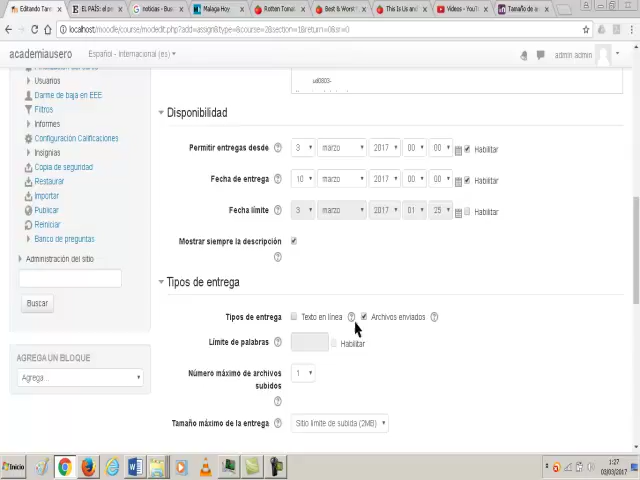 Editando Tare
EL PAÍS: el per
noticias - Bus
Malaga Hoy
Rotten Toma
Best & Worst
This Is Us and
Videos - YouTu
Tamaño de ar
localhost/moodle/course/modedit.php?add=assign&type=&course=2&section=1&return=0&sr=0
academiausero
Español - Internacional (es)
admin admin
Usuarios
Darme de baja en EEE
Filtros
Informes
Configuración Calificaciones
Insignias
Copia de seguridad
Restaurar
Importar
Publicar
Reiniciar
Banco de preguntas
Administración del sitio
Buscar
AGREGA UN BLOQUE
Agrega...
Disponibilidad
Permitir entregas desde 3 marzo 2017 00 00 Habilitar
Fecha de entrega 10 marzo 2017 00 00 Habilitar
Fecha límite 3 marzo 2017 01 25 Habilitar
Mostrar siempre la descripción
Tipos de entrega
Tipos de entrega Texto en línea Archivos enviados
Límite de palabras Habilitar
Número máximo de archivos subidos 1
Tamaño máximo de la entrega Sitio límite de subida (2MB)
Inicio
ES
1:27
03/03/2017